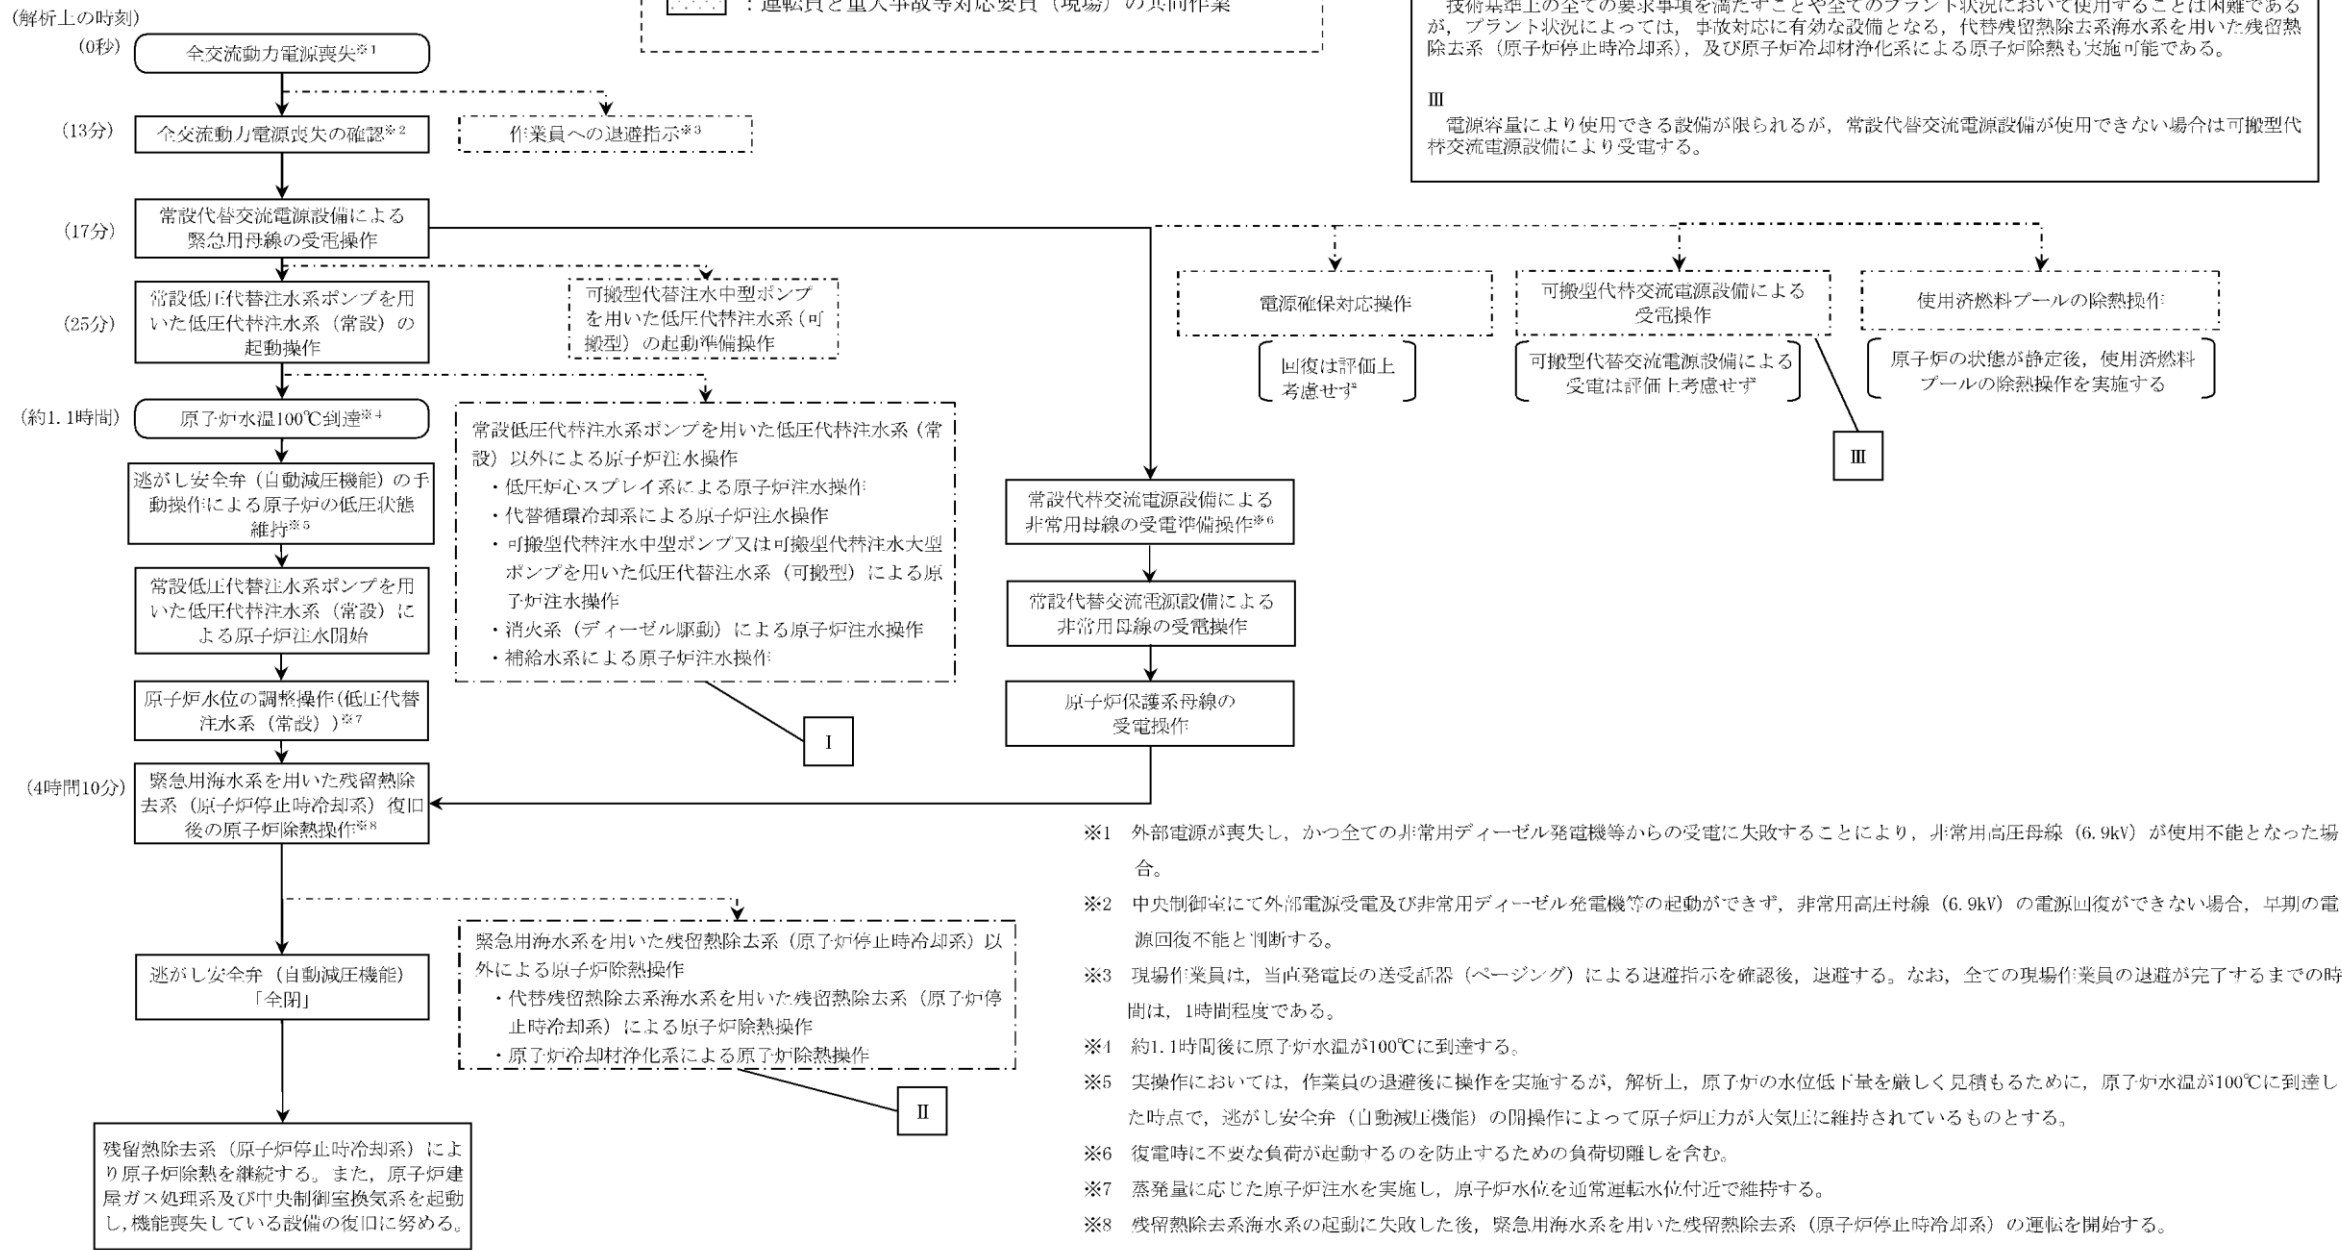 (解析上の時刻)
：運転員と重大事故等対応要員（現場）の共同作業
技術基準上の全ての要求事項を満たすことや全てのプラント状況において使用することは困難である
が，プラント状況によっては，事故対応に有効な設備となる，代替残留熱除去系海水系を用いた残留熱
除去系（原子炉停止時冷却系），及び原子炉冷却材浄化系による原子炉除熱も実施可能である。
Ⅲ
電源容量により使用できる設備が限られるが，常設代替交流電源設備が使用できない場合は可搬型代
替交流電源設備により受電する。
(0秒)
全交流動力電源喪失※1
(13分)
全交流動力電源喪失の確認※2
作業員への退避指示※3
(17分)
常設代替交流電源設備による
緊急用母線の受電操作
(25分)
常設低圧代替注水系ポンプを用
いた低圧代替注水系（常設）の
起動操作
可搬型代替注水中型ポンプ
を用いた低圧代替注水系（可
搬型）の起動準備操作
電源確保対応操作
回復は評価上
考慮せず
可搬型代替交流電源設備による
受電操作
可搬型代替交流電源設備による
受電は評価上考慮せず
使用済燃料プールの除熱操作
原子炉の状態が静定後，使用済燃料
プールの除熱操作を実施する
Ⅲ
(約1.1時間)
原子炉水温100℃到達※4
逃がし安全弁（自動減圧機能）の手
動操作による原子炉の低圧状態
維持※5
常設低圧代替注水系ポンプを用
いた低圧代替注水系（常設）に
よる原子炉注水開始
原子炉水位の調整操作(低圧代替
注水系（常設）)※7
常設低圧代替注水系ポンプを用いた低圧代替注水系（常
設）以外による原子炉注水操作
・低圧炉心スプレイ系による原子炉注水操作
・代替循環冷却系による原子炉注水操作
・可搬型代替注水中型ポンプ又は可搬型代替注水大型
ポンプを用いた低圧代替注水系（可搬型）による原
子炉注水操作
・消火系（ディーゼル駆動）による原子炉注水操作
・補給水系による原子炉注水操作
Ⅰ
常設代替交流電源設備による
非常用母線の受電準備操作※6
常設代替交流電源設備による
非常用母線の受電操作
原子炉保護系母線の
受電操作
(4時間10分)
緊急用海水系を用いた残留熱除
去系（原子炉停止時冷却系）復旧
後の原子炉除熱操作※8
逃がし安全弁（自動減圧機能）
「全閉」
緊急用海水系を用いた残留熱除去系（原子炉停止時冷却系）以
外による原子炉除熱操作
・代替残留熱除去系海水系を用いた残留熱除去系（原子炉停
止時冷却系）による原子炉除熱操作
・原子炉冷却材浄化系による原子炉除熱操作
Ⅱ
残留熱除去系（原子炉停止時冷却系）によ
り原子炉除熱を継続する。また，原子炉建
屋ガス処理系及び中央制御室換気系を起動
し,機能喪失している設備の復旧に努める。
※1 外部電源が喪失し，かつ全ての非常用ディーゼル発電機等からの受電に失敗することにより，非常用高圧母線（6.9kV）が使用不能となった場
合。
※2 中央制御室にて外部電源受電及び非常用ディーゼル発電機等の起動ができず，非常用高圧母線（6.9kV）の電源回復ができない場合，早期の電
源回復不能と判断する。
※3 現場作業員は，当直発電長の送受話器（ページング）による退避指示を確認後，退避する。なお，全ての現場作業員の退避が完了するまでの時
間は，1時間程度である。
※4 約1.1時間後に原子炉水温が100℃に到達する。
※5 実操作においては，作業員の退避後に操作を実施するが，解析上，原子炉の水位低下量を厳しく見積もるために，原子炉水温が100℃に到達し
た時点で，逃がし安全弁（自動減圧機能）の開操作によって原子炉圧力が大気圧に維持されているものとする。
※6 復電時に不要な負荷が起動するのを防止するための負荷切離しを含む。
※7 蒸発量に応じた原子炉注水を実施し，原子炉水位を通常運転水位付近で維持する。
※8 残留熱除去系海水系の起動に失敗した後，緊急用海水系を用いた残留熱除去系（原子炉停止時冷却系）の運転を開始する。